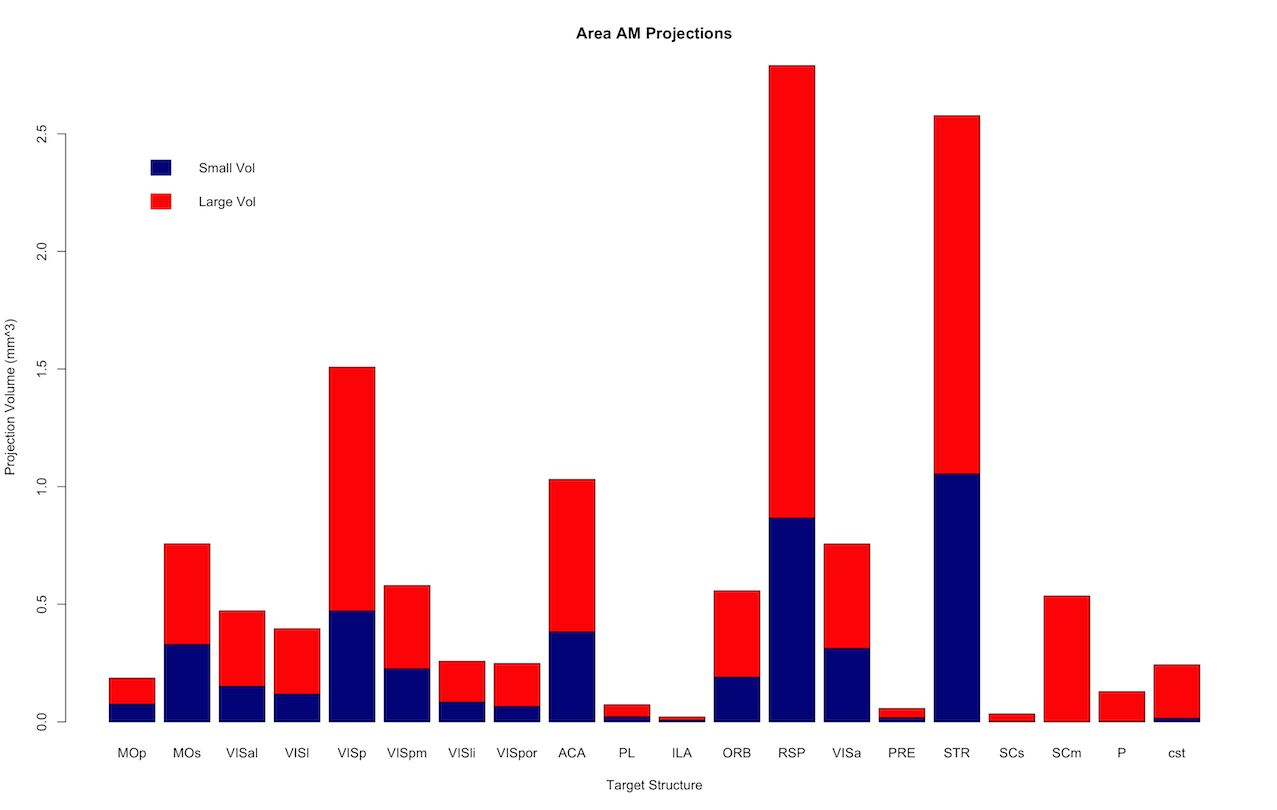 Area AM Projections
Small Vol
Large Vol
Projection Volume (mm^3)
2.5
2.0
1.5
1.0
0.5
0.0
MOp MOs VISal VISl VISp VISpm VISli VISpor ACA PL ILA ORB RSP VISa PRE STR SCs SCm P cst
Target Structure